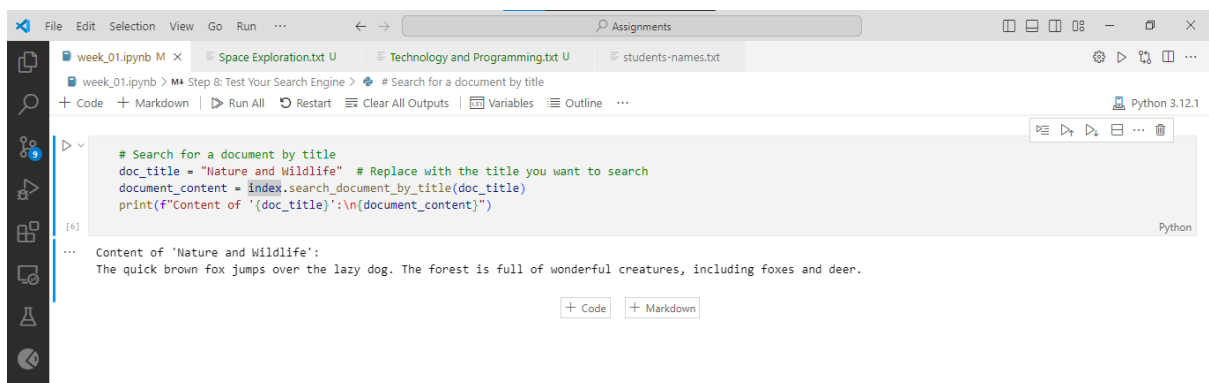 File Edit Selection View Go Run ··· Assignments
week_01.ipynb M Space Exploration.txt U Technology and Programming.txt U students-names.txt
week_01.ipynb > M↓ Step 8: Test Your Search Engine > # Search for a document by title
+ Code + Markdown | Run All Restart Clear All Outputs | Variables Outline ··· Python 3.12.1
# Search for a document by title
doc_title = "Nature and Wildlife" # Replace with the title you want to search
document_content = index.search_document_by_title(doc_title)
print(f"Content of '{doc_title}':\n{document_content}")
[6] Python
9
··· Content of 'Nature and Wildlife':
The quick brown fox jumps over the lazy dog. The forest is full of wonderful creatures, including foxes and deer.
+ Code + Markdown